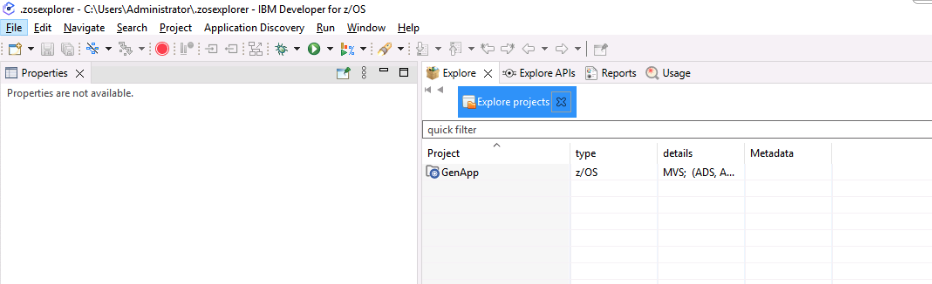 .zosexplorer - C:\Users\Administrator\.zosexplorer - IBM Developer for z/OS
File Edit Navigate Search Project Application Discovery Run Window Help
Properties
Explore Explore APIs Reports Usage
Properties are not available.
Explore projects
quick filter
Project type details Metadata
GenApp z/OS MVS; (ADS, A...